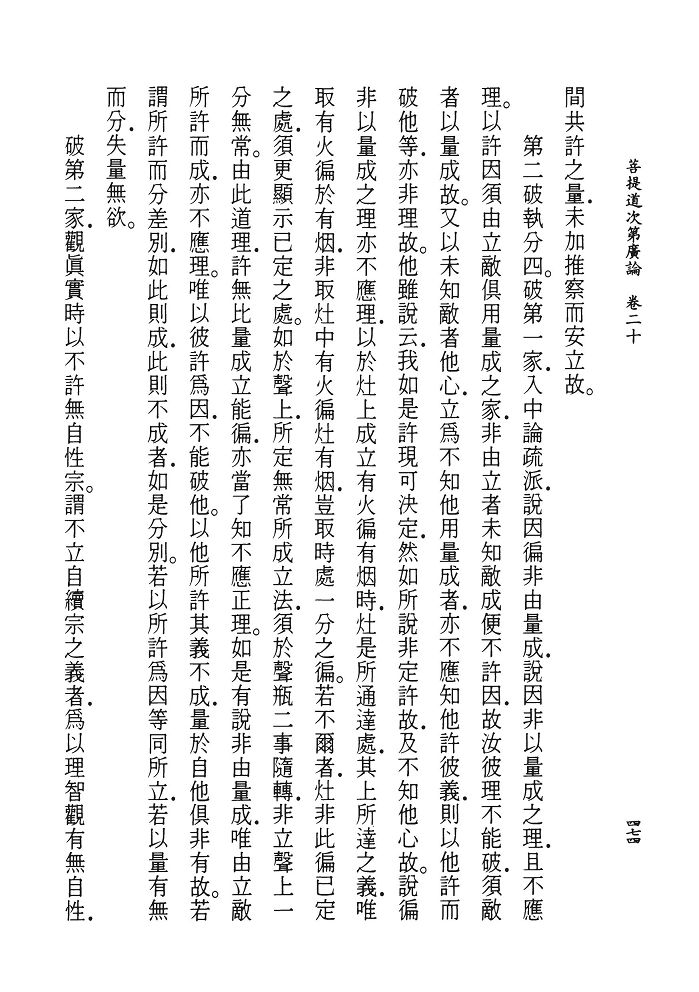 菩提道次第廣論　卷二十
四七四
間共許之量．未加推察而安立故。
第二破執分四。破第一家．入中論疏派．說因徧非由量成．說因非以量成之理．且不應
理。以許因須由立敵俱用量成之家．非由立者未知敵成便不許因．故汝彼理不能破．須敵
者以量成故。又以未知敵者他心．立爲不知他用量成者．亦不應知他許彼義．則以他許而
破他等．亦非理故。他雖說云．我如是許現可決定．然如所說非定許故．及不知他心故。說徧
非以量成之理亦不應理．以於灶上成立有火徧有烟時．灶是所通達處．其上所達之義．唯
取有火徧於有烟．非取灶中有火徧灶有烟．豈取時處一分之徧。若不爾者．灶非此徧已定
之處．須更顯示已定之處。如於聲上．所定無常所成立法．須於聲瓶二事隨轉．非立聲上一
分無常。由此道理．許無比量成立能徧．亦當了知不應正理。如是有說非由量成．唯由立敵
所許而成．亦不應理。唯以彼許爲因．不能破他。以他所許其義不成．量於自他俱非有故。若
謂所許而分差別．如此則成．此則不成者．如是分別。若以所許爲因等同所立．若以量有無
而分．失量無欲。
破第二家．觀眞實時以不許無自性宗。謂不立自續宗之義者．爲以理智觀有無自性．